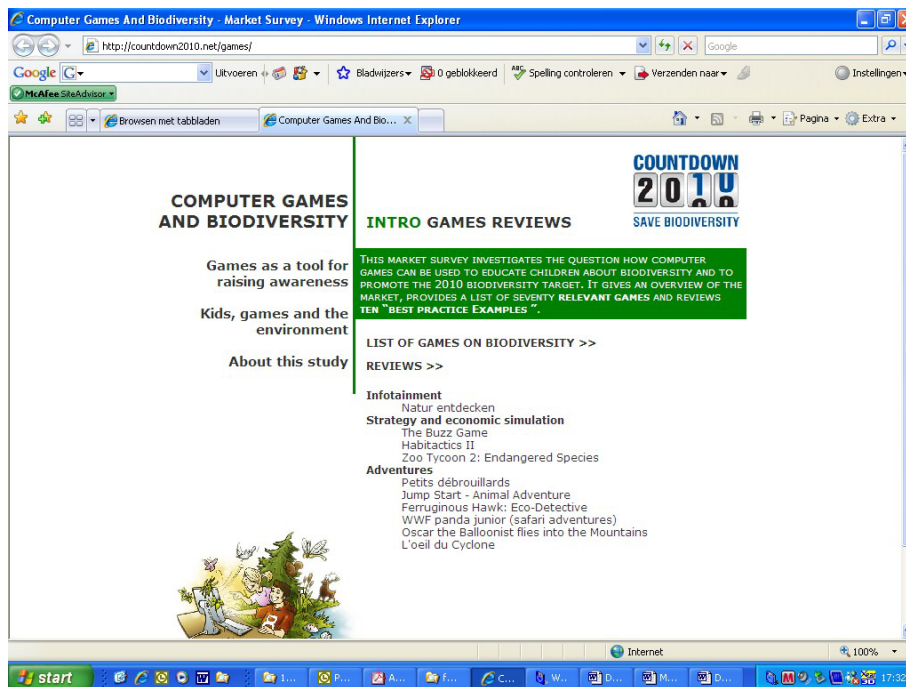 Computer Games And Biodiversity - Market Survey - Windows Internet Explorer
http://countdown2010.net/games/
Google
Google G
Uitvoeren
Bladwijzers
0 geblokkeerd
Spelling controleren
Verzenden naar
Instellingen
McAfee SiteAdvisor
Browsen met tabbladen
Computer Games And Bio... X
Pagina
Extra
COUNTDOWN
2010
SAVE BIODIVERSITY
COMPUTER GAMES
AND BIODIVERSITY
INTRO GAMES REVIEWS
Games as a tool for
raising awareness
Kids, games and the
environment
About this study
THIS MARKET SURVEY INVESTIGATES THE QUESTION HOW COMPUTER
GAMES CAN BE USED TO EDUCATE CHILDREN ABOUT BIODIVERSITY AND TO
PROMOTE THE 2010 BIODIVERSITY TARGET. IT GIVES AN OVERVIEW OF THE
MARKET, PROVIDES A LIST OF SEVENTY RELEVANT GAMES AND REVIEWS
TEN "BEST PRACTICE EXAMPLES ".
LIST OF GAMES ON BIODIVERSITY >>
REVIEWS >>
Infotainment
Natur entdecken
Strategy and economic simulation
The Buzz Game
Habitactics II
Zoo Tycoon 2: Endangered Species
Adventures
Petits débrouillards
Jump Start - Animal Adventure
Ferruginous Hawk: Eco-Detective
WWF panda junior (safari adventures)
Oscar the Balloonist flies into the Mountains
L'oeil du Cyclone
Internet
100%
start
1...
P...
A...
F...
C...
W...
D...
M...
D...
17:32